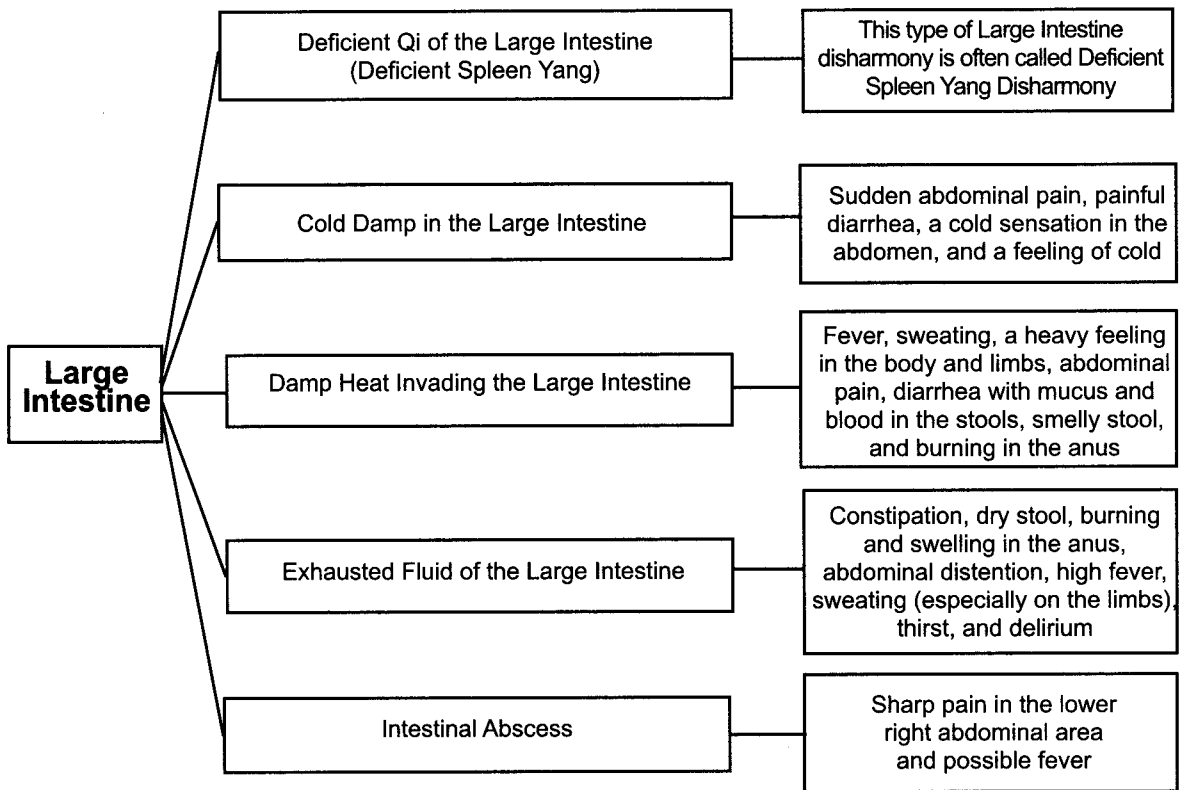 Large
Intestine
Deficient Qi of the Large Intestine
(Deficient Spleen Yang)
This type of Large Intestine
disharmony is often called Deficient
Spleen Yang Disharmony
Cold Damp in the Large Intestine
Sudden abdominal pain, painful
diarrhea, a cold sensation in the
abdomen, and a feeling of cold
Damp Heat Invading the Large Intestine
Fever, sweating, a heavy feeling
in the body and limbs, abdominal
pain, diarrhea with mucus and
blood in the stools, smelly stool,
and burning in the anus
Exhausted Fluid of the Large Intestine
Constipation, dry stool, burning
and swelling in the anus,
abdominal distention, high fever,
sweating (especially on the limbs),
thirst, and delirium
Intestinal Abscess
Sharp pain in the lower
right abdominal area
and possible fever